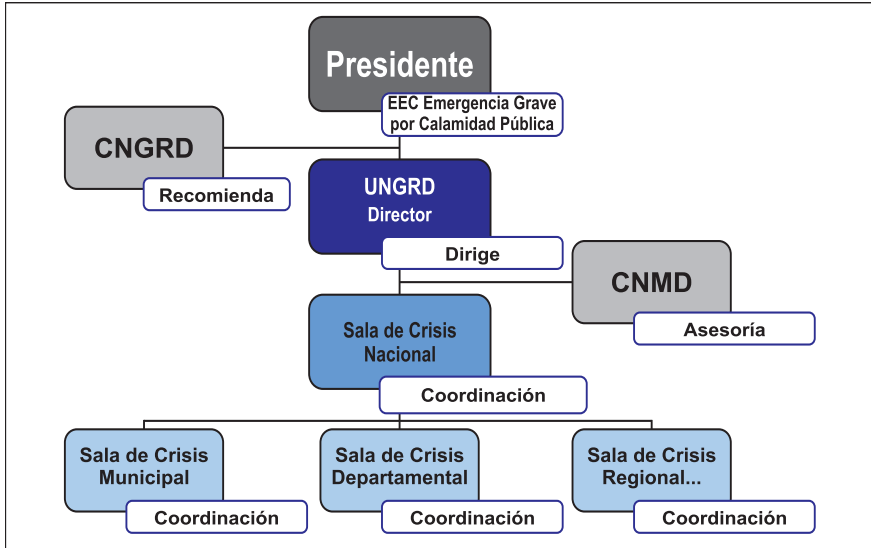 Presidente
EEC Emergencia Grave
por Calamidad Pública
CNGRD
Recomienda
UNGRD
Director
Dirige
CNMD
Asesoría
Sala de Crisis
Nacional
Coordinación
Sala de Crisis
Municipal
Coordinación
Sala de Crisis
Departamental
Coordinación
Sala de Crisis
Regional...
Coordinación